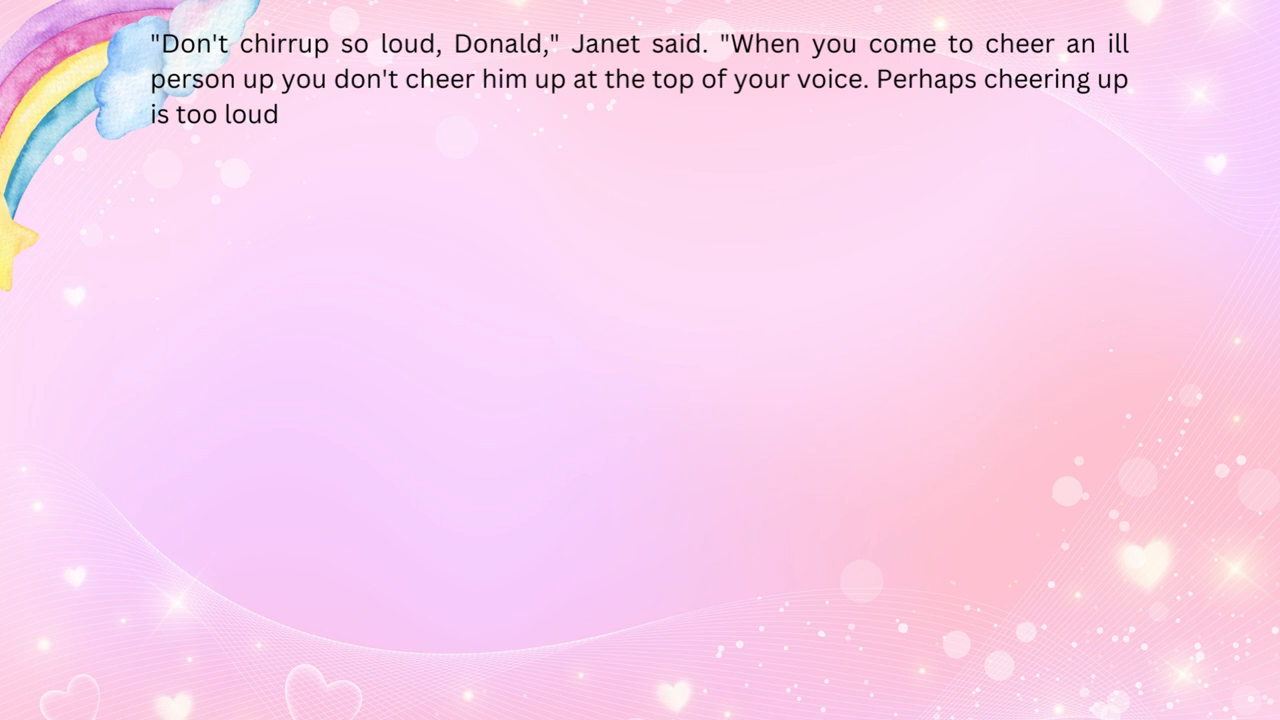 "Don't chirrup so loud, Donald," Janet said. "When you come to cheer an ill
person up you don't cheer him up at the top of your voice. Perhaps cheering up
is too loud